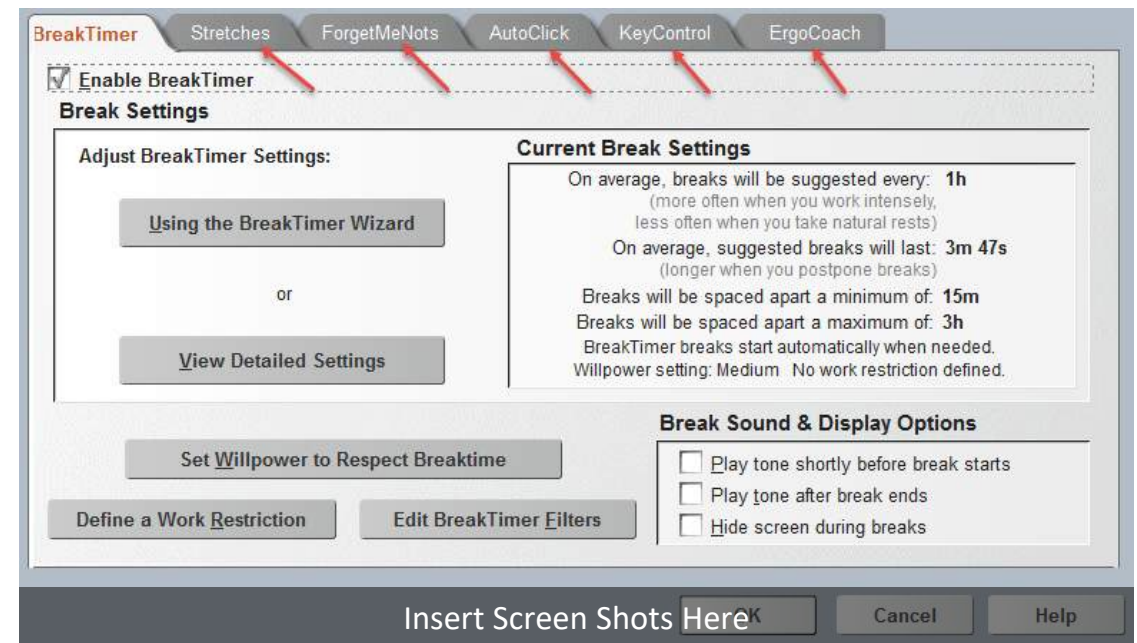 BreakTimer Stretches ForgetMeNots AutoClick KeyControl ErgoCoach
Enable BreakTimer
Break Settings
Adjust BreakTimer Settings:
Using the BreakTimer Wizard
or
View Detailed Settings
Current Break Settings
On average, breaks will be suggested every: 1h
(more often when you work intensely,
less often when you take natural rests)
On average, suggested breaks will last: 3m 47s
(longer when you postpone breaks)
Breaks will be spaced apart a minimum of: 15m
Breaks will be spaced apart a maximum of: 3h
BreakTimer breaks start automatically when needed.
Willpower setting: Medium No work restriction defined.
Set Willpower to Respect Breaktime
Define a Work Restriction Edit BreakTimer Filters
Break Sound & Display Options
Play tone shortly before break starts
Play tone after break ends
Hide screen during breaks
Insert Screen Shots Here
OK Cancel Help